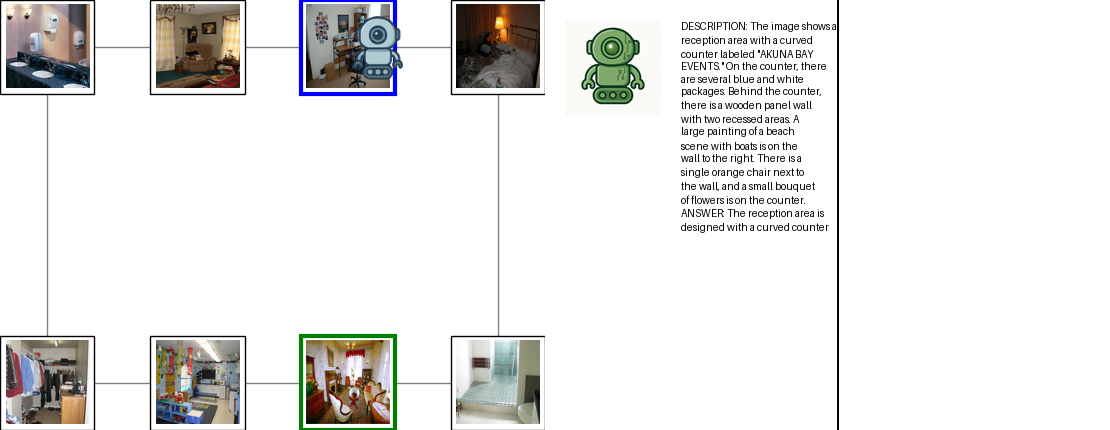 DESCRIPTION: The image shows a
reception area with a curved
counter labeled "AKUNA BAY
EVENTS." On the counter, there
are several blue and white
packages. Behind the counter,
there is a wooden panel wall
with two recessed areas. A
large painting of a beach
scene with boats is on the
wall to the right. There is a
single orange chair next to
the wall, and a small bouquet
of flowers is on the counter.
ANSWER: The reception area is
designed with a curved counter